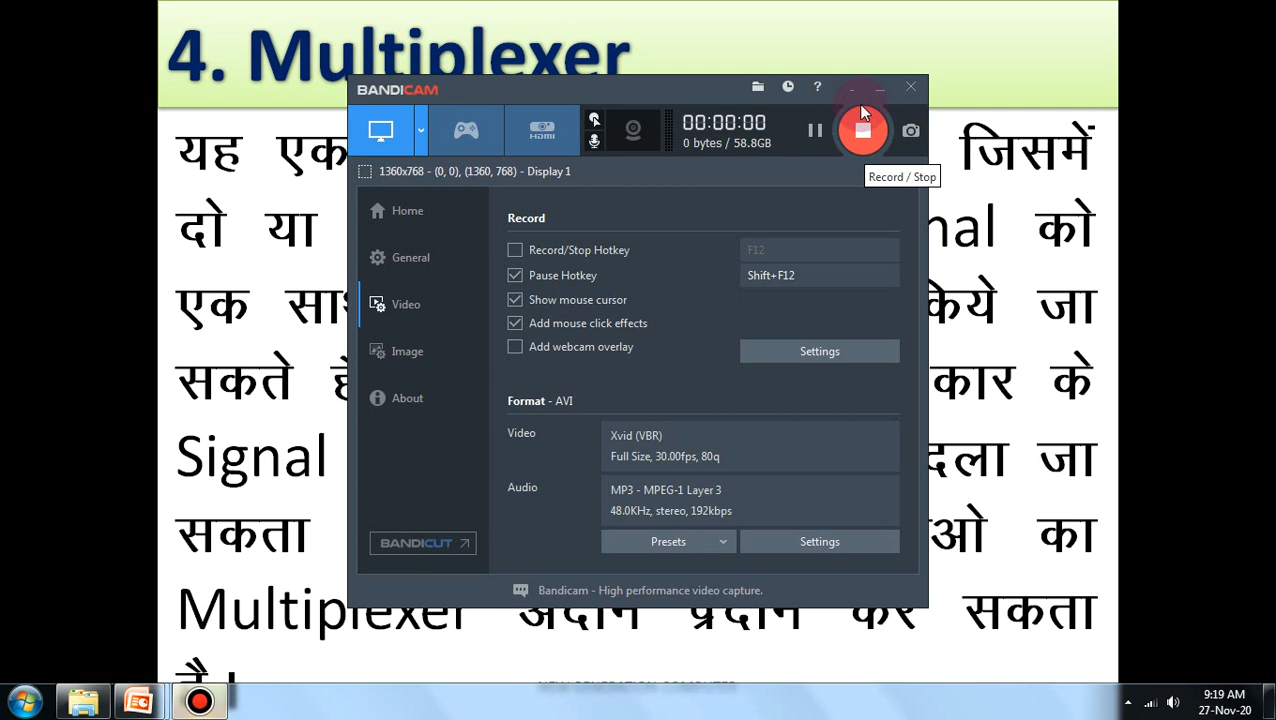 4. Multiplexer
BANDICAM
?
00:00:00
0 bytes / 58.8GB
HDMI
Record / Stop
1360x768 - (0, 0), (1360, 768) - Display 1
Home
General
Video
Image
About
BANDICUT
Record
Record/Stop Hotkey
F12
Pause Hotkey
Shift+F12
Show mouse cursor
Add mouse click effects
Add webcam overlay
Settings
Format - AVI
Video
Xvid (VBR)
Full Size, 30.00fps, 80q
Audio
MP3 - MPEG-1 Layer 3
48.0KHz, stereo, 192kbps
Presets
Settings
Bandicam - High performance video capture.
यह एक जिसमें
दो या को
एक किये जा
सकते कार के
Signal जा
सकता का
Multiplexer प्रदान कर सकता
है।
9:19 AM
27-Nov-20